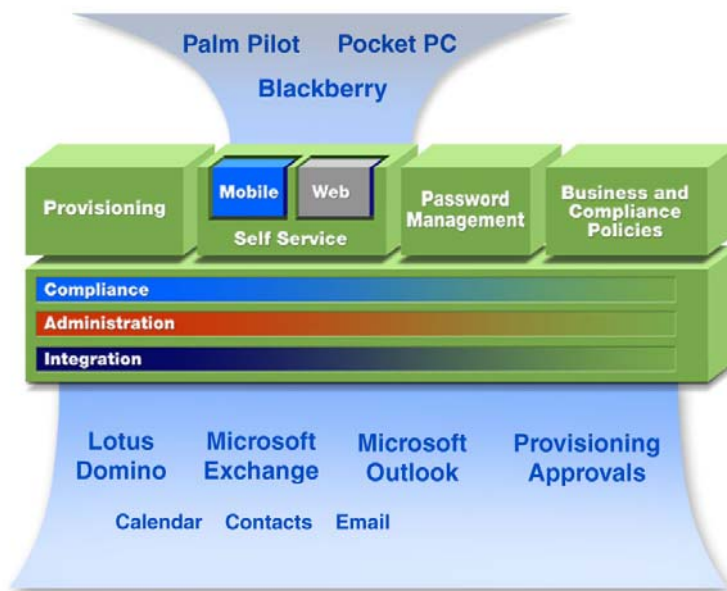 Palm Pilot Pocket PC
Blackberry
Provisioning
Mobile Web
Self Service
Password
Management
Business and
Compliance
Policies
Compliance
Administration
Integration
Lotus
Domino
Microsoft
Exchange
Microsoft
Outlook
Provisioning
Approvals
Calendar Contacts Email